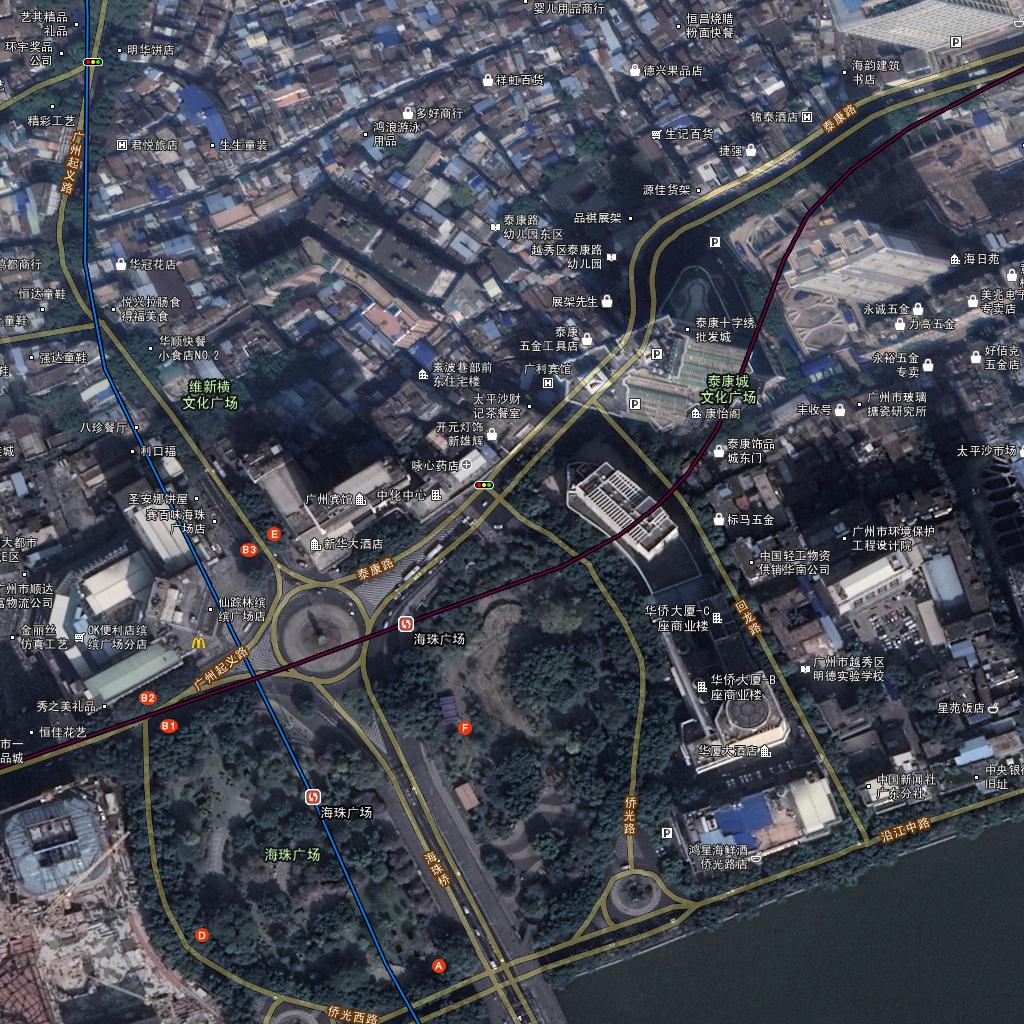 艺其精品
礼品
环宇奖品
公司
明华饼店
婴儿用品商行
恒昌烧腊
粉面快餐
祥虹百货
德兴果品店
海韵建筑
书店
精彩工艺
广州起义路
君悦旅店
生生童装
多好商行
鸿浪游泳
用品
生记百货
锦泰酒店
泰康路
捷强
源佳货架
品祺展架
泰康路
幼儿园东区
越秀区泰康路
幼儿园
鸿都商行
华冠花店
海日苑
恒达童鞋
童鞋
悦兴拉肠食
得福美食
展架先生
美兆电子
专卖店
永诚五金
力高五金
泰康
五金工具店
泰康十字绣
批发城
强达童鞋
华顺快餐
小食店NO 2
素波巷部前
东住宅楼
广利宾馆
永裕五金
专卖
好佰克
五金店
维新横
文化广场
太平沙财
记茶餐室
泰康城
文化广场
康怡阁
丰收号
广州市玻璃
搪瓷研究所
八珍餐厅
利口福
开元灯饰
新雄辉
泰康饰品
城东门
太平沙市场
咏心药店
圣安娜饼屋
赛百味海珠
广场店
广州宾馆
中化中心
标马五金
广州市环境保护
工程设计院
大都市
新华大酒店
E
B3
泰康路
中国轻工物资
供销华南公司
广州市顺达
仙踪林缤
缤广场店
海珠广场
华侨大厦-C
座商业楼
回龙路
金丽丝
仿真工艺
OK便利店缤
缤广场分店
广州起义路
广州市越秀区
明德实验学校
华侨大厦-B
座商业楼
秀之美礼品
B2
B1
F
星苑饭店
恒佳花艺
市一
品城
华厦大酒店
中国新闻社
广东分社
中央银行
旧址
海珠广场
侨光路
沿江中路
海珠广场
海珠桥
鸿星海鲜酒
侨光路店
D
A
侨光西路